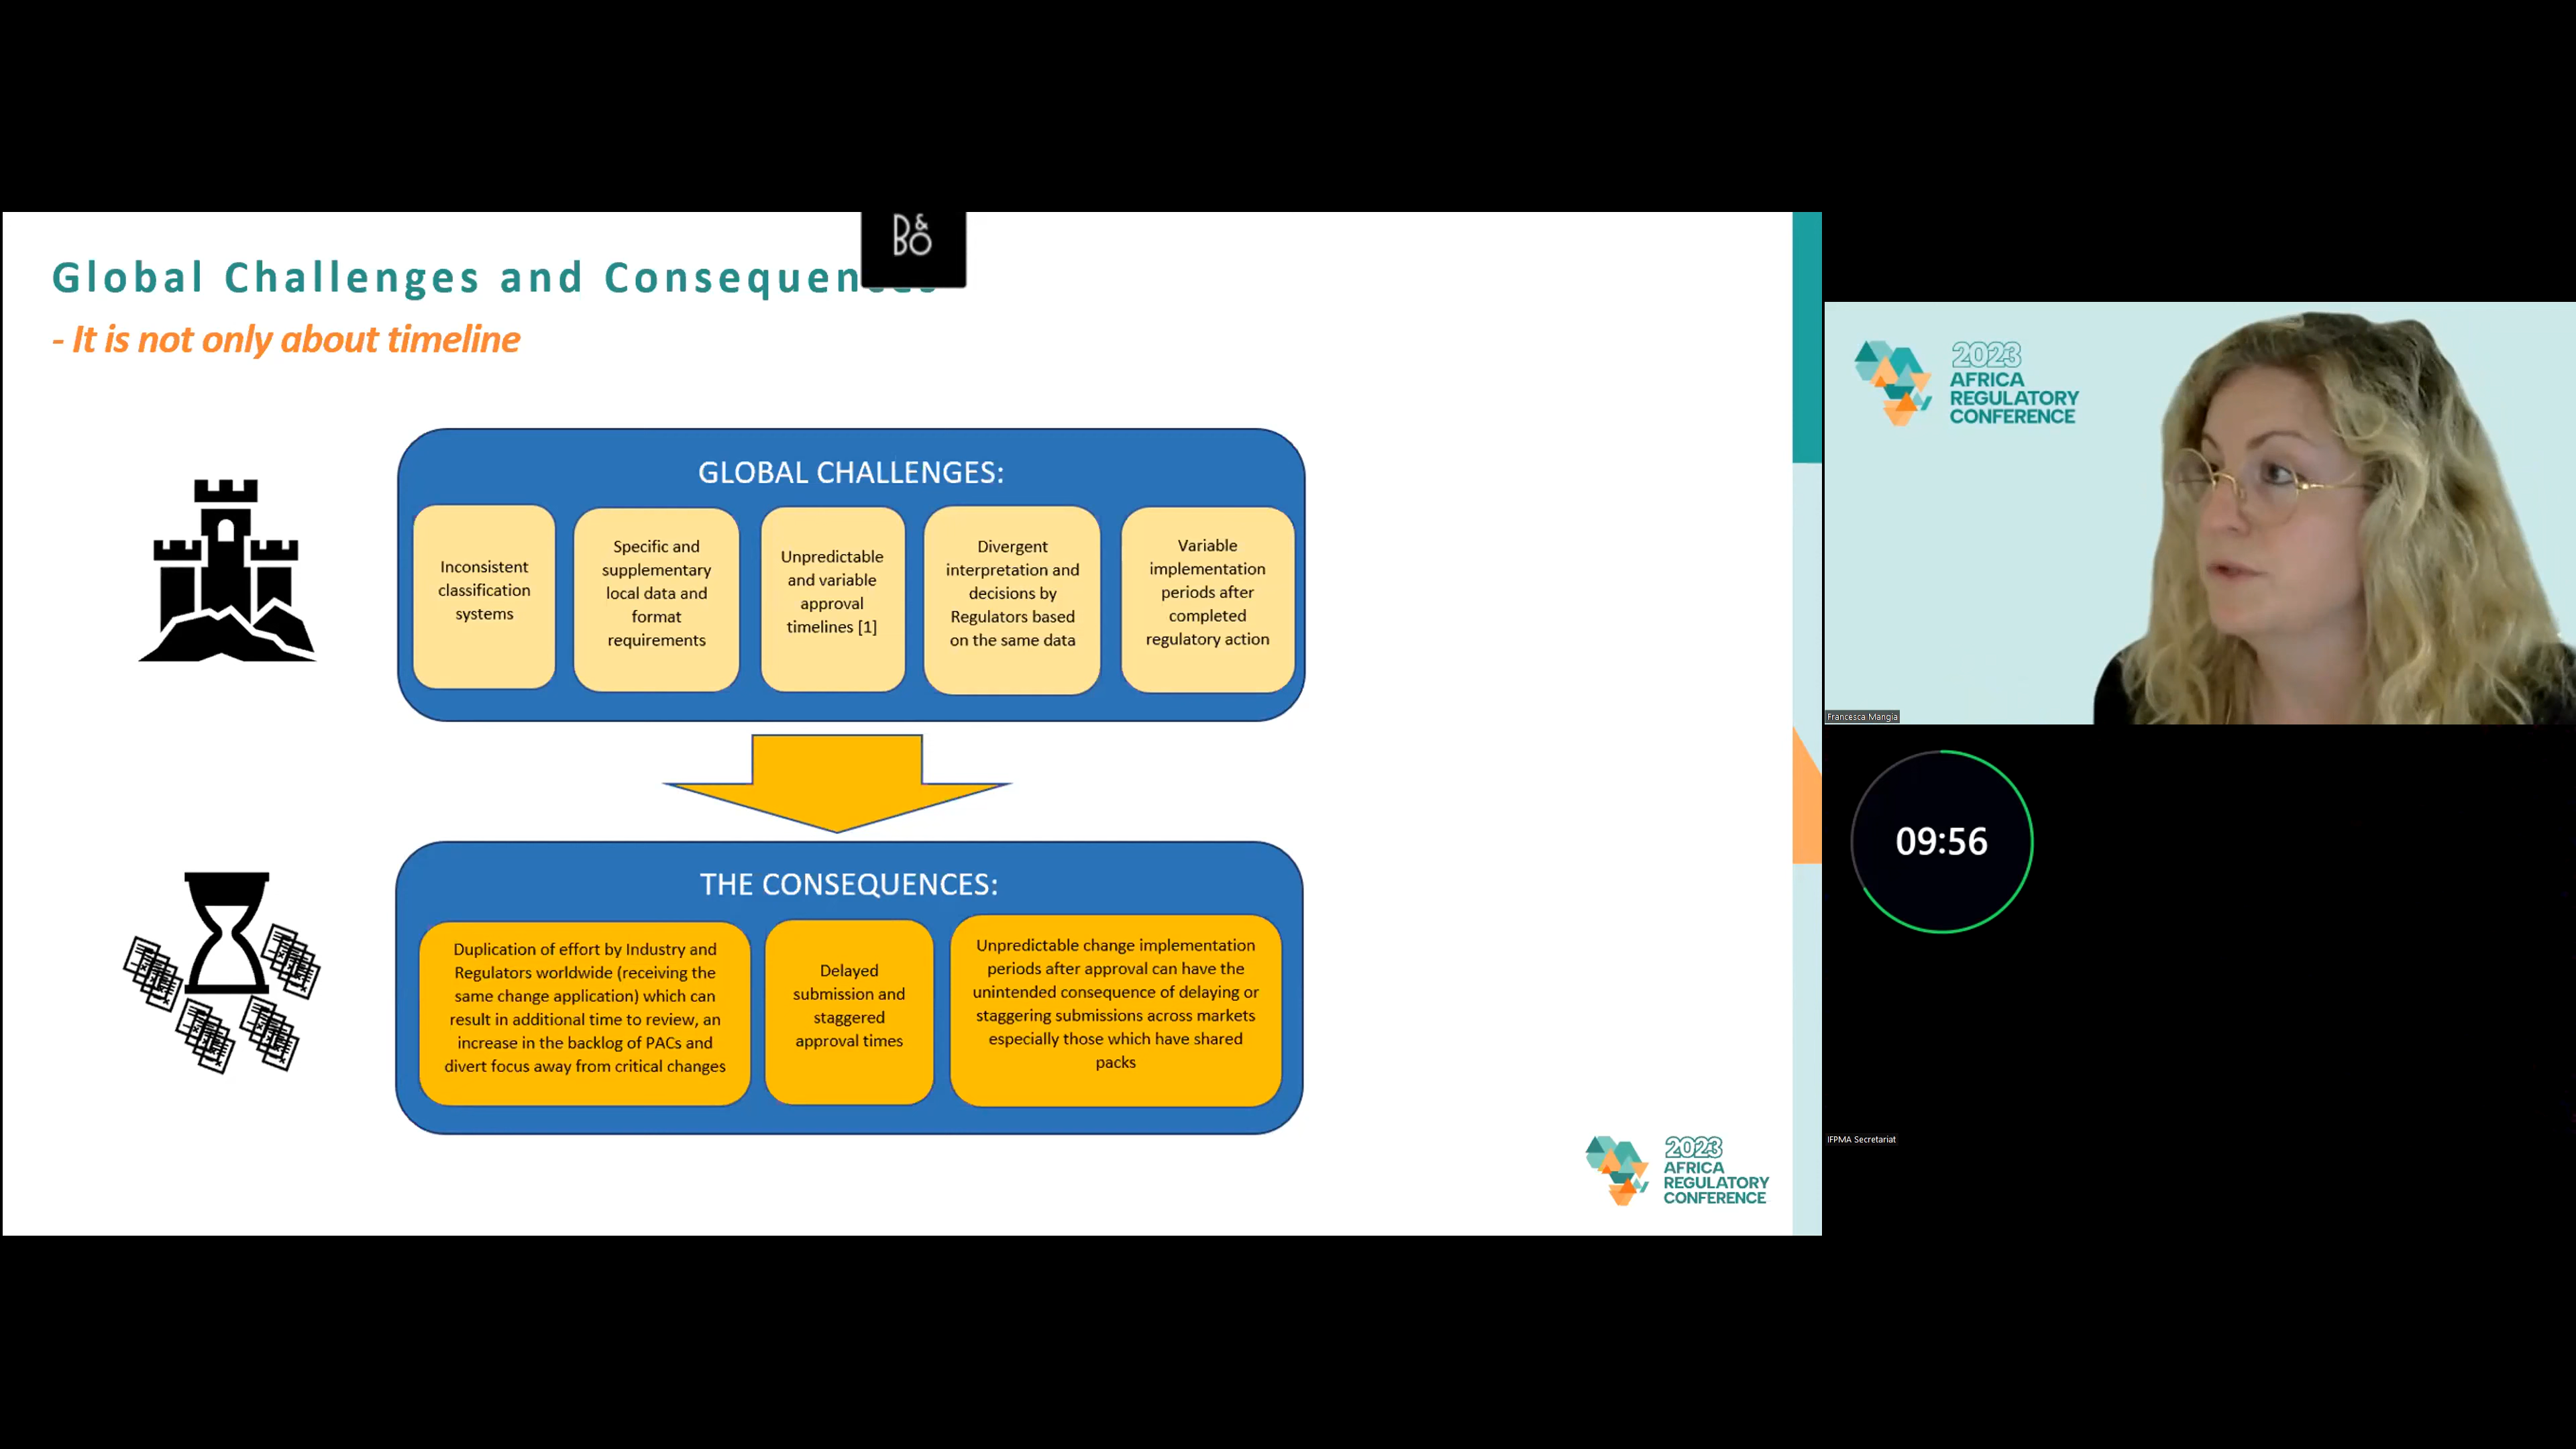 Global Challenges and Consequences
- It is not only about timeline
B&O
GLOBAL CHALLENGES:
Inconsistent
classification
systems
Specific and
supplementary
local data and
format
requirements
Unpredictable
and variable
approval
timelines [1]
Divergent
interpretation and
decisions by
Regulators based
on the same data
Variable
implementation
periods after
completed
regulatory action
THE CONSEQUENCES:
Duplication of effort by Industry and
Regulators worldwide (receiving the
same change application) which can
result in additional time to review, an
increase in the backlog of PACs and
divert focus away from critical changes
Delayed
submission and
staggered
approval times
Unpredictable change implementation
periods after approval can have the
unintended consequence of delaying or
staggering submissions across markets
especially those which have shared
packs
2023
AFRICA
REGULATORY
CONFERENCE
2023
AFRICA
REGULATORY
CONFERENCE
Francesca Mangia
09:56
IFPMA Secretariat